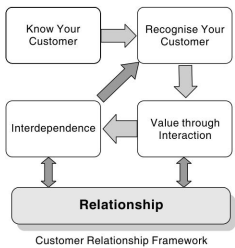 Know Your
Customer
Recognise Your
Customer
Interdependence
Value through
Interaction
Relationship
Customer Relationship Framework